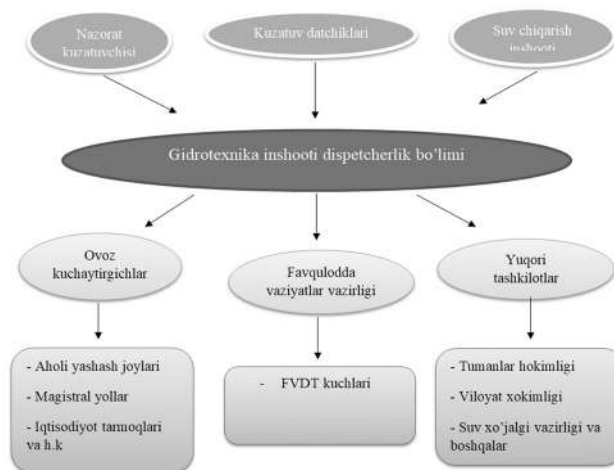 Nazorat
kuzatuvchisi
Kuzatuv datchiklari
Suv chiqarish
inshooti
Gidrotexnika inshooti dispetcherlik bo'limi
Ovoz
kuchaytirgichlar
Favqulodda
vaziyatlar vazirligi
Yuqori
tashkilotlar
- Aholi yashash joylari
- Magistral yollar
- Iqtisodiyot tarmoqlari
va h.k
- FVDT kuchlari
- Tumanlar hokimligi
- Viloyat xokimligi
- Suv xo'jalgi vazirligi va
boshqalar